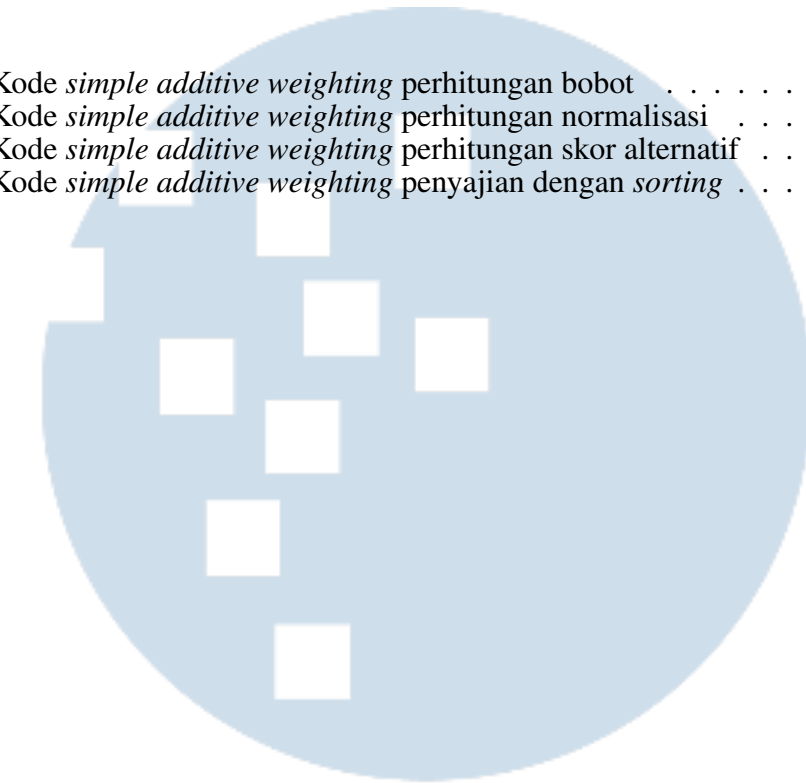 Kode simple additive weighting perhitungan bobot . . . . . .
Kode simple additive weighting perhitungan normalisasi . . .
Kode simple additive weighting perhitungan skor alternatif . .
Kode simple additive weighting penyajian dengan sorting . . .